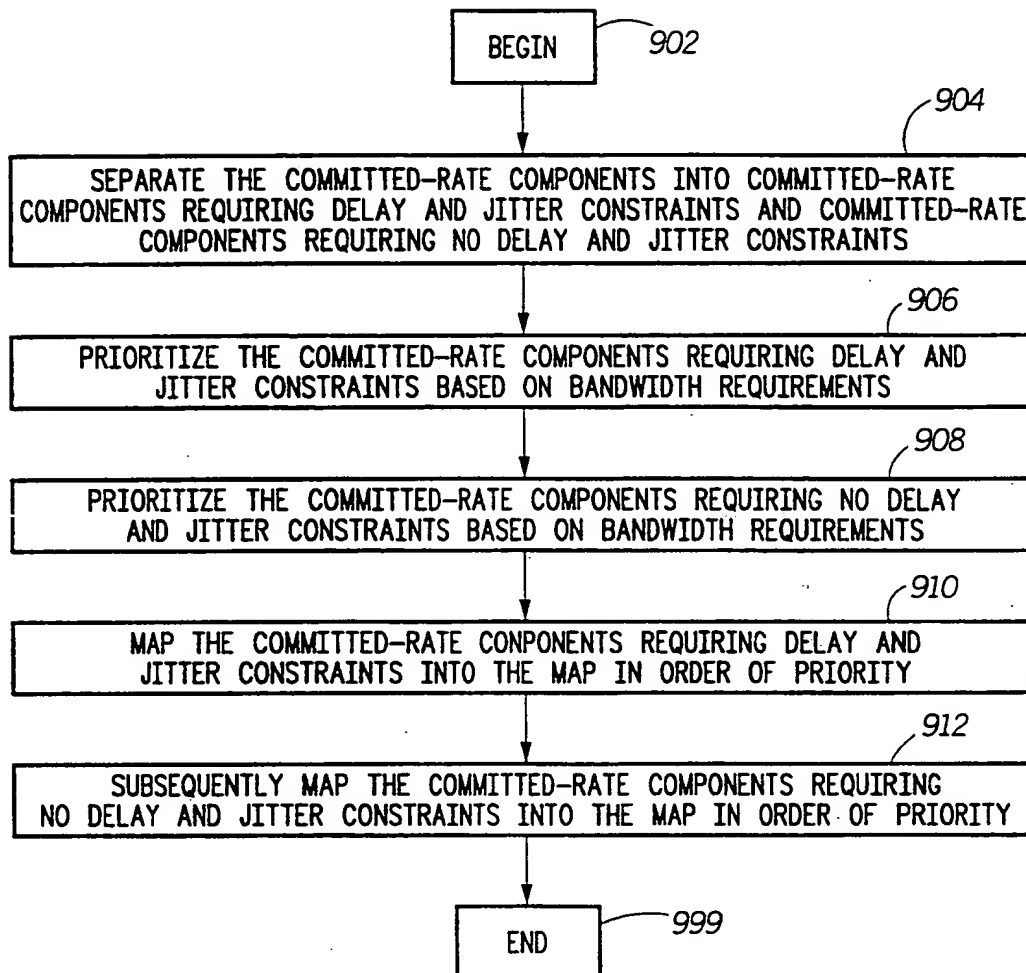 BEGIN
902
904
SEPARATE THE COMMITTED-RATE COMPONENTS INTO COMMITTED-RATE
COMPONENTS REQUIRING DELAY AND JITTER CONSTRAINTS AND COMMITTED-RATE
COMPONENTS REQUIRING NO DELAY AND JITTER CONSTRAINTS
906
PRIORITIZE THE COMMITTED-RATE COMPONENTS REQUIRING DELAY AND
JITTER CONSTRAINTS BASED ON BANDWIDTH REQUIREMENTS
908
PRIORITIZE THE COMMITTED-RATE COMPONENTS REQUIRING NO DELAY
AND JITTER CONSTRAINTS BASED ON BANDWIDTH REQUIREMENTS
910
MAP THE COMMITTED-RATE CONPONENTS REQUIRING DELAY AND
JITTER CONSTRAINTS INTO THE MAP IN ORDER OF PRIORITY
912
SUBSEQUENTLY MAP THE COMMITTED-RATE COMPONENTS REQUIRING
NO DELAY AND JITTER CONSTRAINTS INTO THE MAP IN ORDER OF PRIORITY
END
999